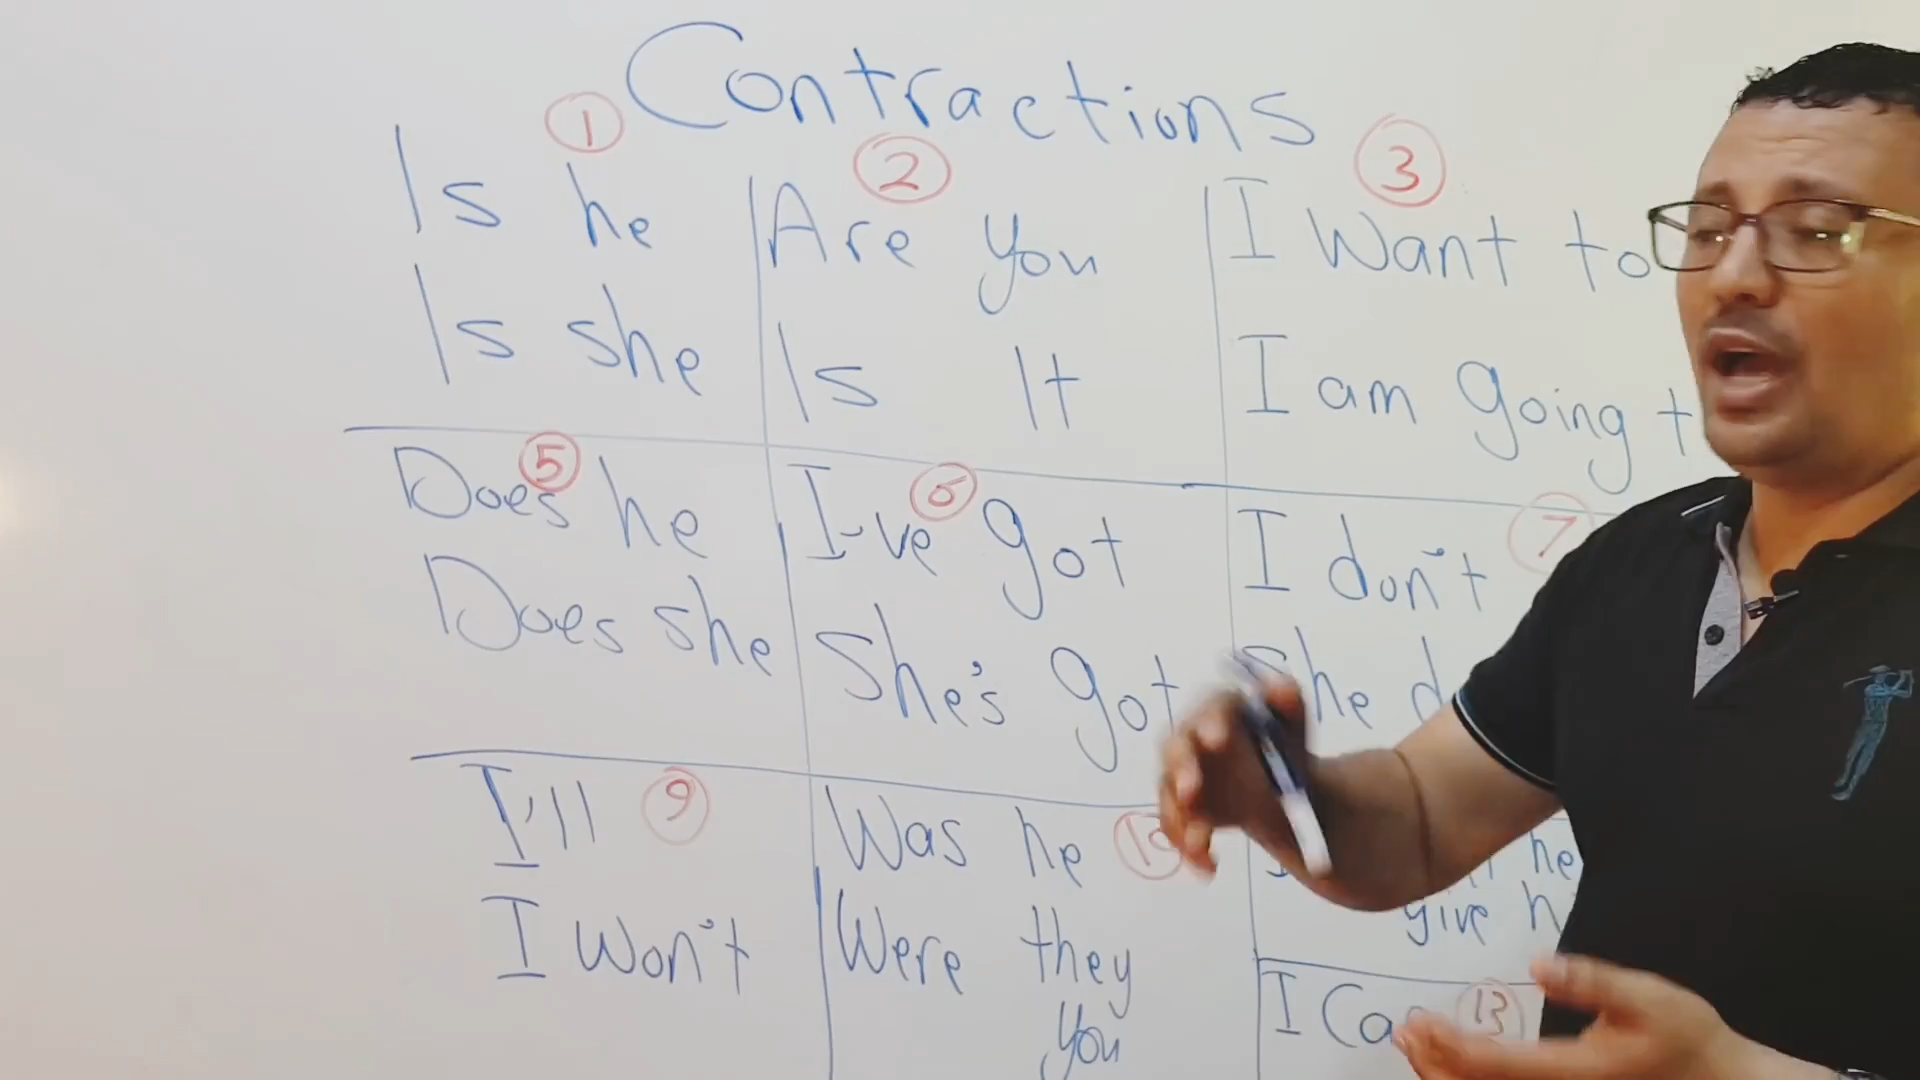 Contractions
1
Is he
Is she
2
Are you
Is It
3
I want to
I am going
5
Does he
Does she
6
I-ve got
She's got
7
I don't
She
9
I'll
I won't
10
Was he
Were they
you
he
give
13
I Can